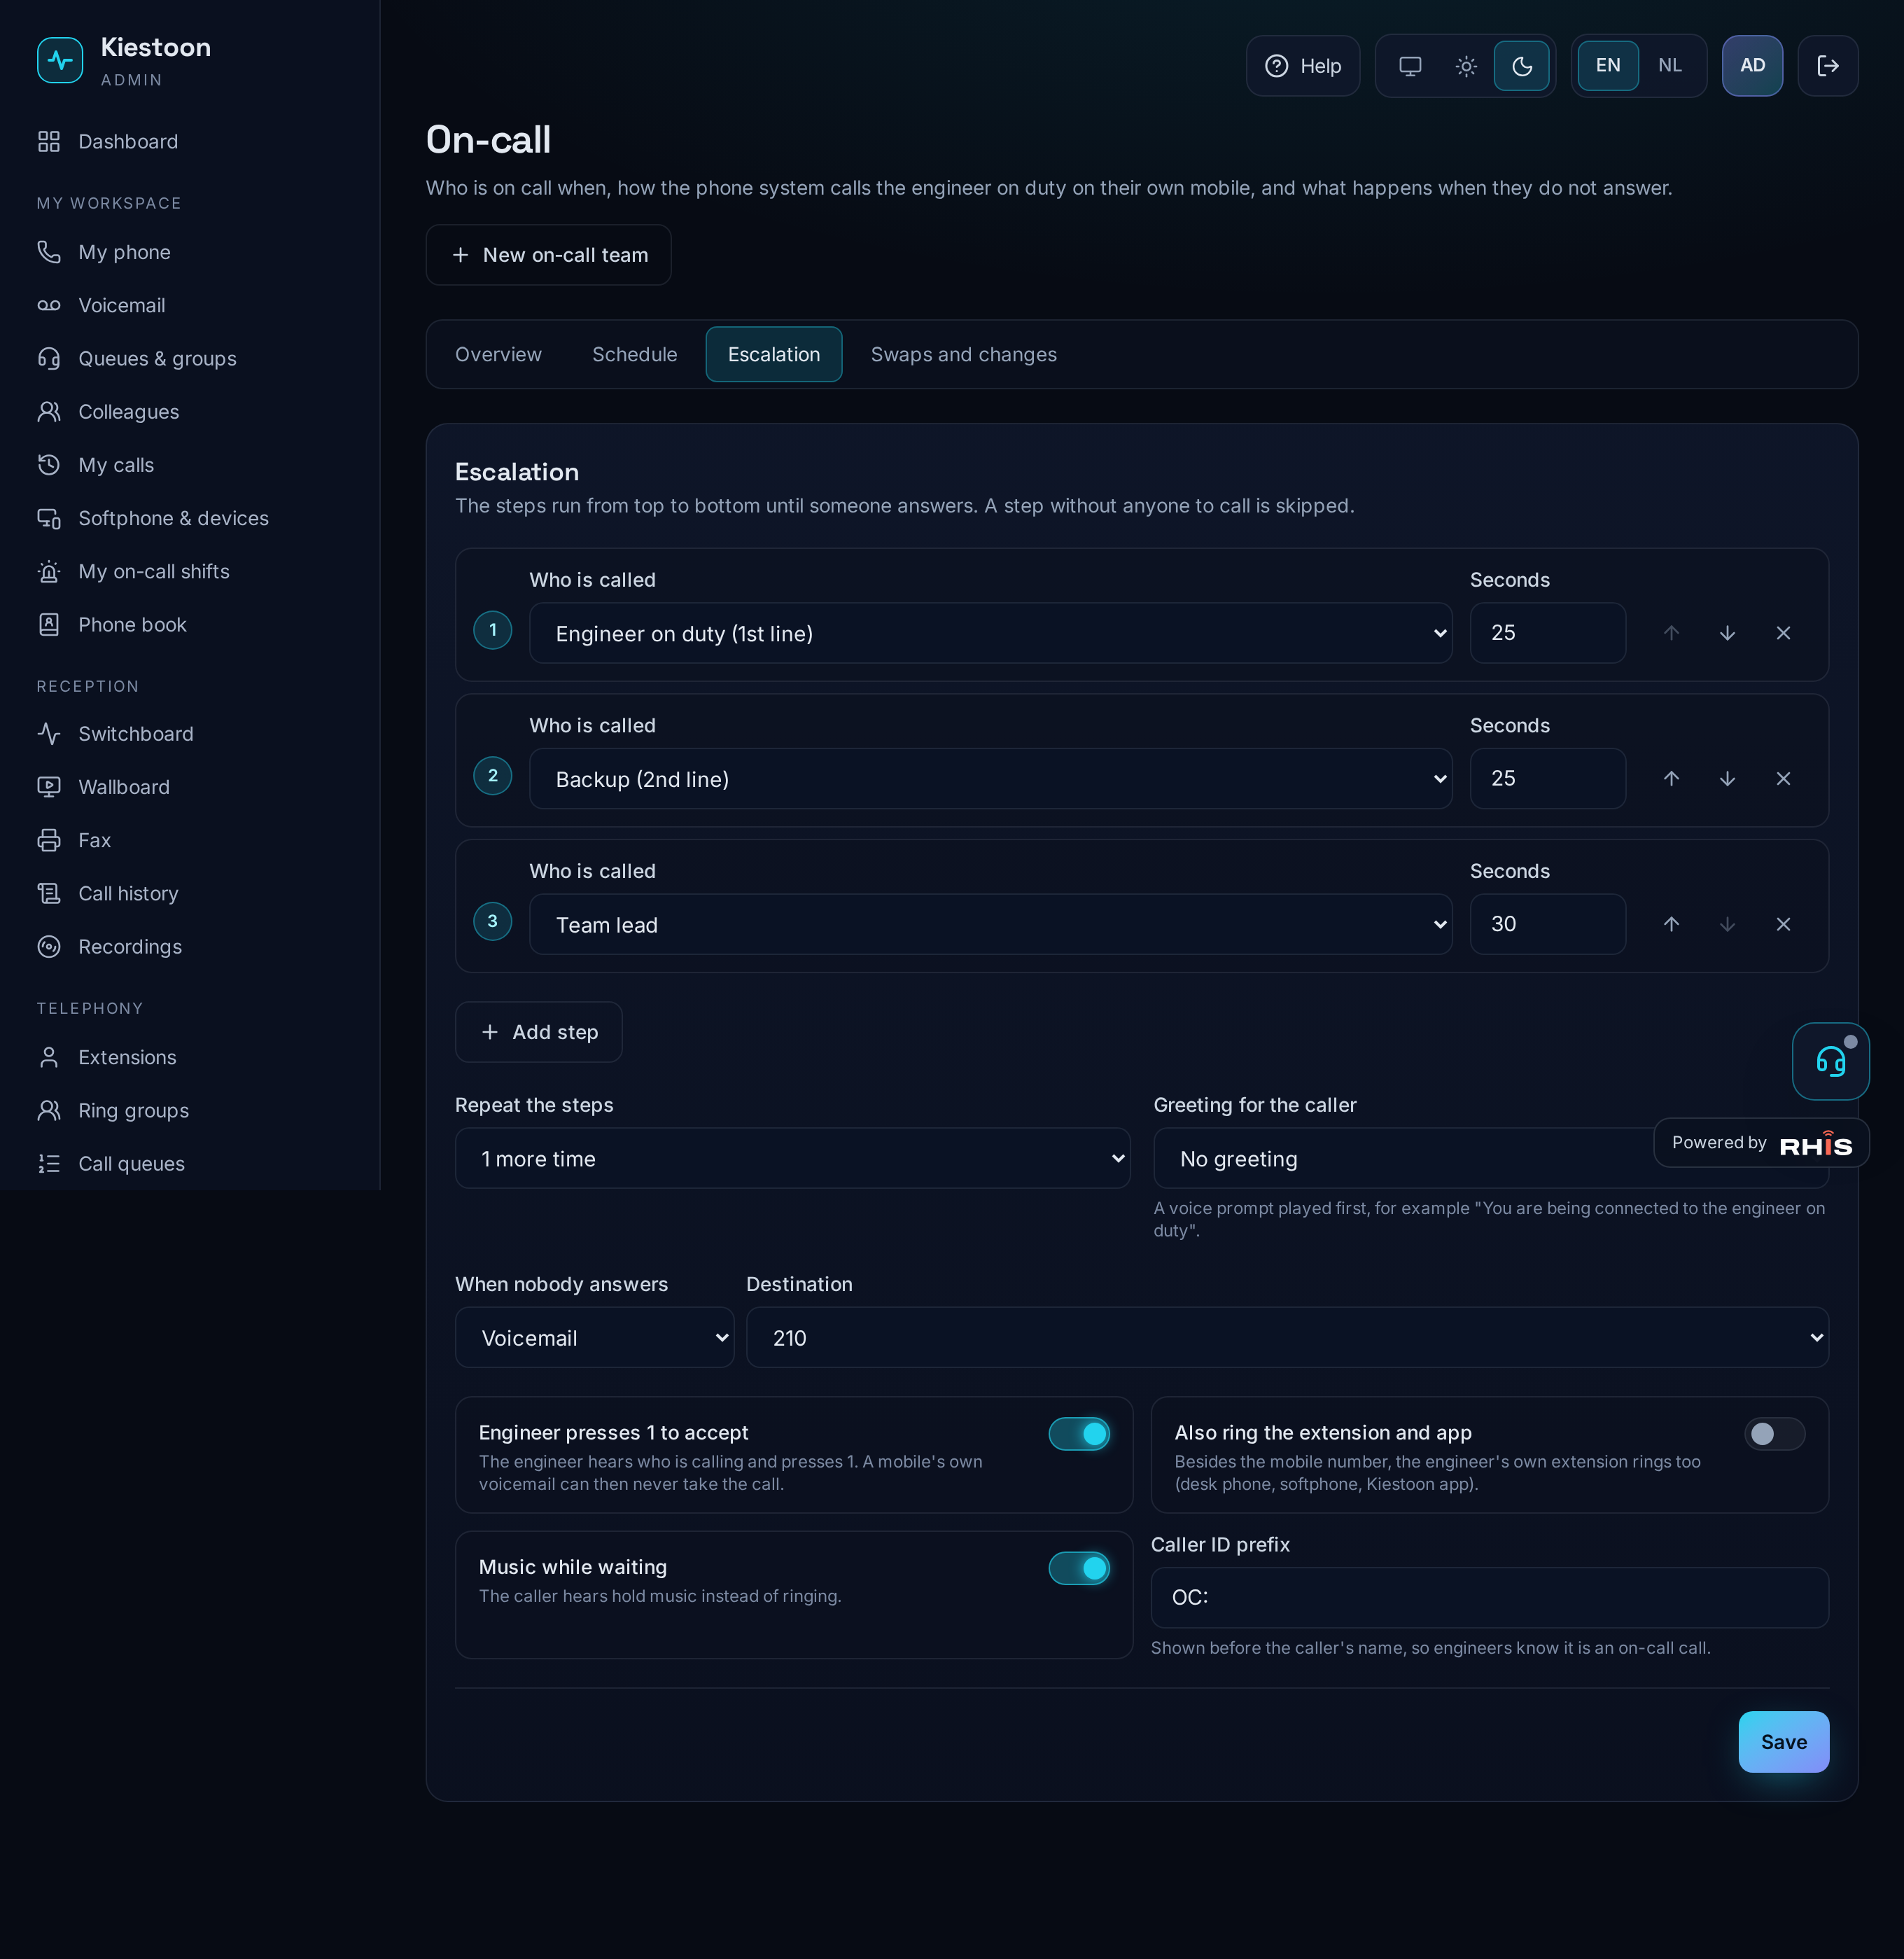 Kiestoon
ADMIN
Dashboard
MY WORKSPACE
My phone
Voicemail
Queues & groups
Colleagues
My calls
Softphone & devices
My on-call shifts
Phone book
RECEPTION
Switchboard
Wallboard
Fax
Call history
Recordings
TELEPHONY
Extensions
Ring groups
Call queues
Help
EN
NL
AD
On-call
Who is on call when, how the phone system calls the engineer on duty on their own mobile, and what happens when they do not answer.
New on-call team
Overview
Schedule
Escalation
Swaps and changes
Escalation
The steps run from top to bottom until someone answers. A step without anyone to call is skipped.
Who is called
Seconds
1
Engineer on duty (1st line)
25
Who is called
Seconds
2
Backup (2nd line)
25
Who is called
Seconds
3
Team lead
30
Add step
Repeat the steps
Greeting for the caller
1 more time
No greeting
Powered by RHIS
A voice prompt played first, for example "You are being connected to the engineer on
duty".
When nobody answers
Destination
Voicemail
210
Engineer presses 1 to accept
The engineer hears who is calling and presses 1. A mobile's own
voicemail can then never take the call.
Also ring the extension and app
Besides the mobile number, the engineer's own extension rings too
(desk phone, softphone, Kiestoon app).
Music while waiting
The caller hears hold music instead of ringing.
Caller ID prefix
OC:
Shown before the caller's name, so engineers know it is an on-call call.
Save